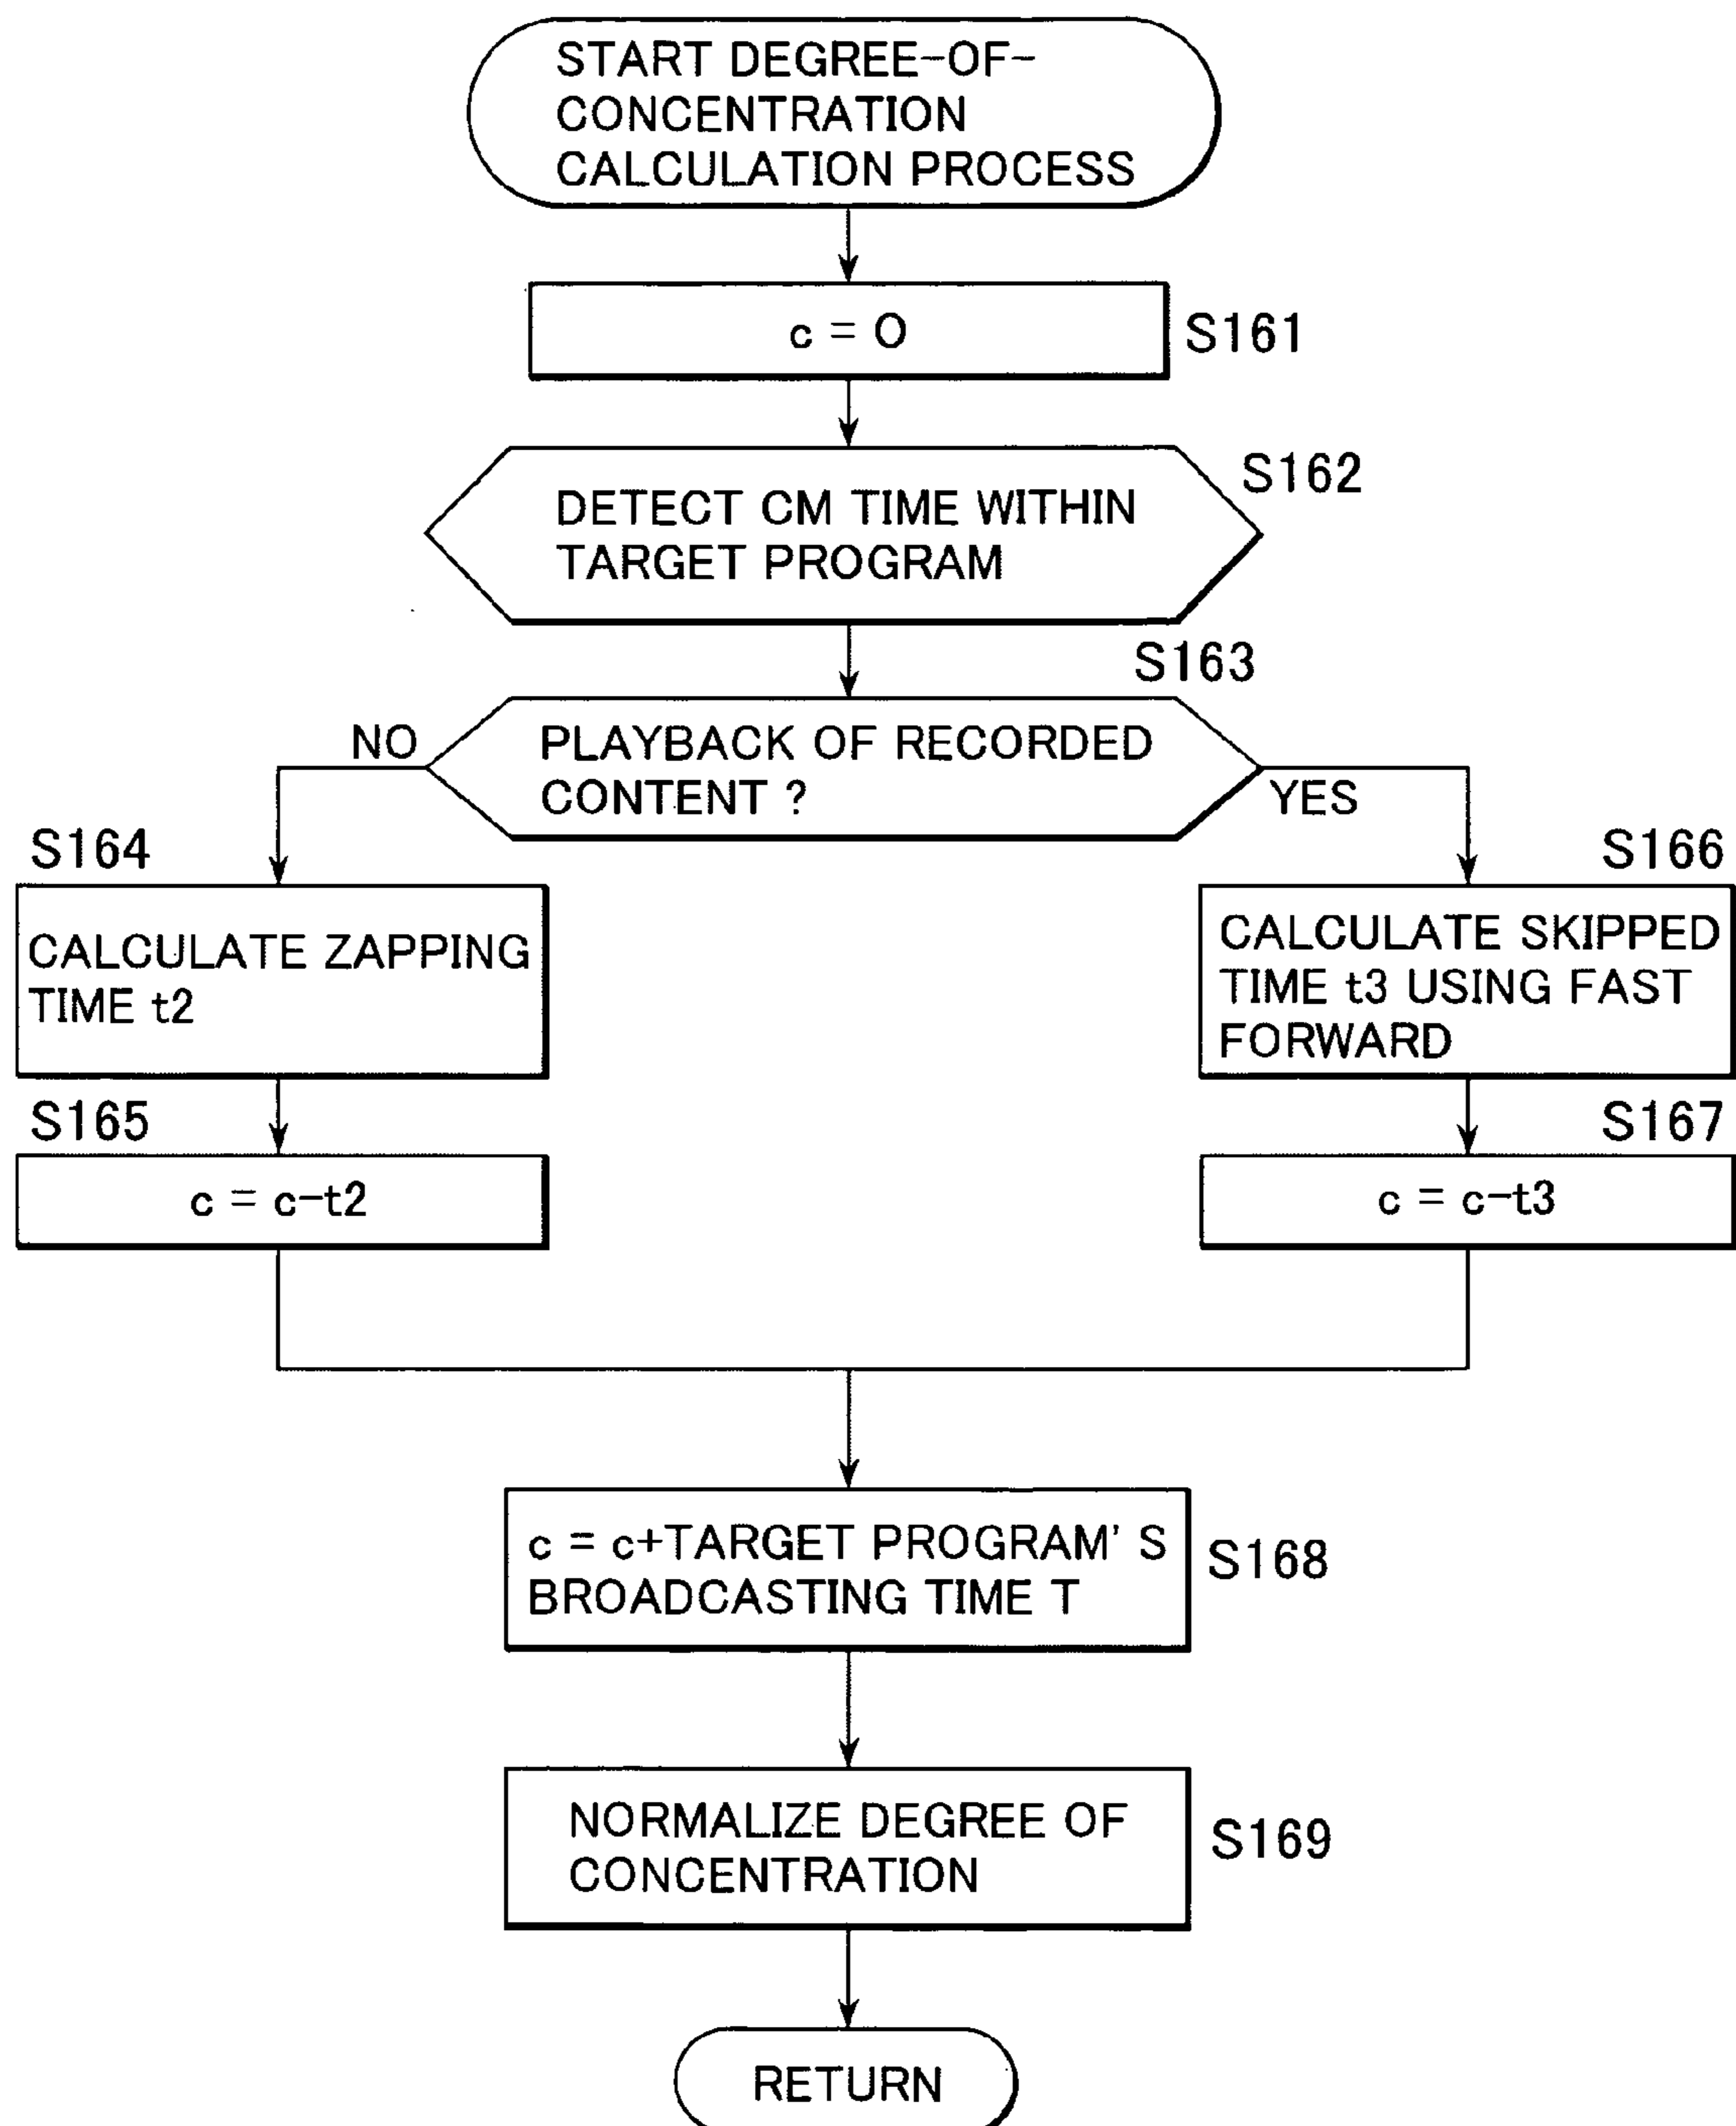 START DEGREE-OF-
CONCENTRATION
CALCULATION PROCESS
c = 0
S161
S162
DETECT CM TIME WITHIN
TARGET PROGRAM
S163
NO
PLAYBACK OF RECORDED
CONTENT ?
YES
S164
CALCULATE ZAPPING
TIME t2
S165
c = c-t2
S166
CALCULATE SKIPPED
TIME t3 USING FAST
FORWARD
S167
c = c-t3
c = c+TARGET PROGRAM' S
BROADCASTING TIME T
S168
NORMALIZE DEGREE OF
CONCENTRATION
S169
RETURN